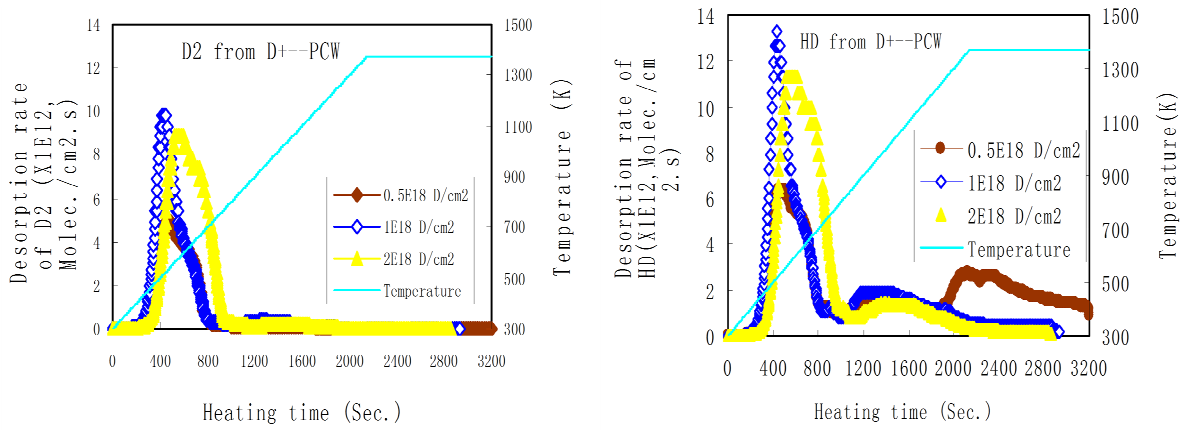 D2 from D+--PCW
Desorption rate
of D2 (X1E12,
Molec./cm2.s)
14
12
10
8
6
4
2
0
0 400 800 1200 1600 2000 2400 2800 3200
Heating time (Sec.)
1500
1300
1100
900
700
500
300
Temperature (K)
0.5E18 D/cm2
1E18 D/cm2
2E18 D/cm2
Temperature
HD from D+--PCW
Desorption rate of
HD(X1E12,Molec./cm
2.s)
14
12
10
8
6
4
2
0
0 400 800 1200 1600 2000 2400 2800 3200
Heating time (Sec.)
1500
1300
1100
900
700
500
300
Temperature(K)
0.5E18 D/cm2
1E18 D/cm2
2E18 D/cm2
Temperature